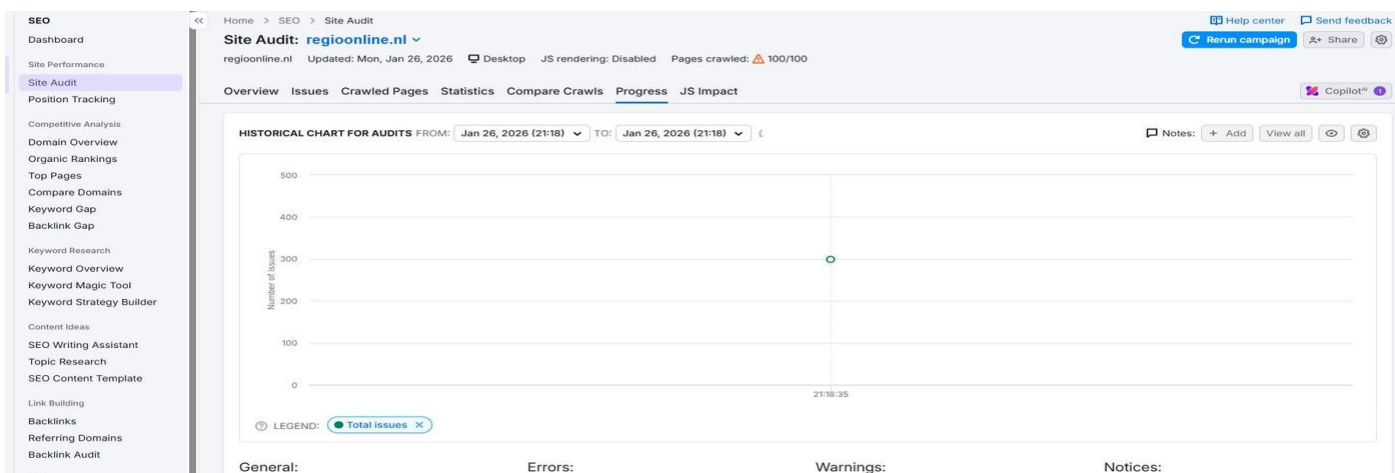 SEO
Dashboard
Site Performance
Site Audit
Position Tracking
Competitive Analysis
Domain Overview
Organic Rankings
Top Pages
Compare Domains
Keyword Gap
Backlink Gap
Keyword Research
Keyword Overview
Keyword Magic Tool
Keyword Strategy Builder
Content Ideas
SEO Writing Assistant
Topic Research
SEO Content Template
Link Building
Backlinks
Referring Domains
Backlink Audit
Home > SEO > Site Audit
Help center Send feedback
Site Audit: regioonline.nl
Rerun campaign Share
regioonline.nl Updated: Mon, Jan 26, 2026 Desktop JS rendering: Disabled Pages crawled: 100/100
Overview Issues Crawled Pages Statistics Compare Crawls Progress JS Impact
Copilot AI 1
HISTORICAL CHART FOR AUDITS FROM: Jan 26, 2026 (21:18) TO: Jan 26, 2026 (21:18)
Notes: + Add View all
Number of issues
500
400
300
200
100
0
21:18:35
LEGEND: Total issues ×
General: Errors: Warnings: Notices: